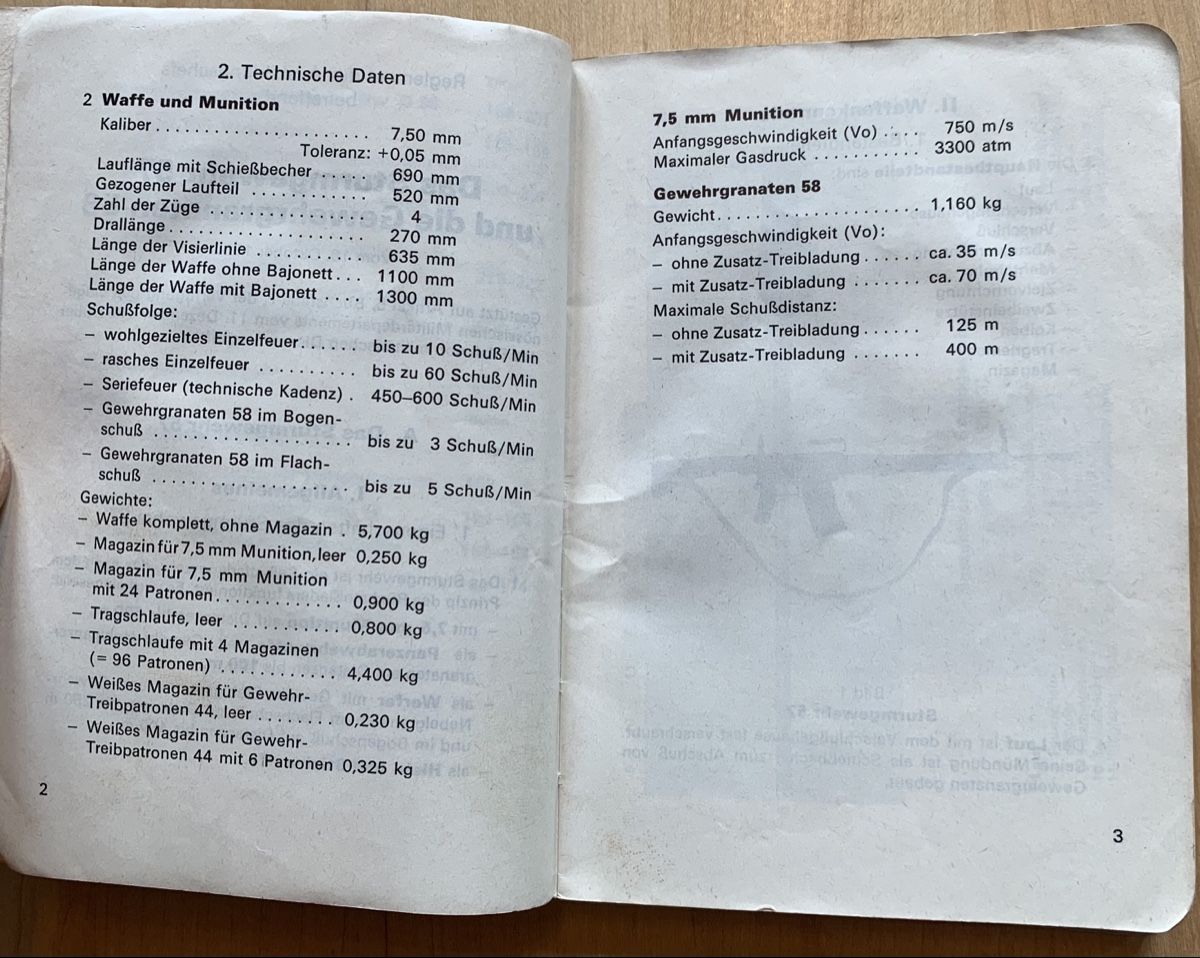 2. Technische Daten
2 Waffe und Munition
Kaliber . . . . . . . . . . . . . . . . . . . . . . 7,50 mm
Toleranz: +0,05 mm
Lauflänge mit Schießbecher . . . . . 690 mm
Gezogener Laufteil . . . . . . . . . . . . 520 mm
Zahl der Züge . . . . . . . . . . . . . . . . 4
Dralllänge . . . . . . . . . . . . . . . . . . . . 270 mm
Länge der Visierlinie . . . . . . . . . . . 635 mm
Länge der Waffe ohne Bajonett . . . 1100 mm
Länge der Waffe mit Bajonett . . . . 1300 mm
Schußfolge:
– wohlgezieltes Einzelfeuer . . . . . . bis zu 10 Schuß/Min
– rasches Einzelfeuer . . . . . . . . . . bis zu 60 Schuß/Min
– Seriefeuer (technische Kadenz) . 450–600 Schuß/Min
– Gewehrgranaten 58 im Bogen-
schuß . . . . . . . . . . . . . . . . . . . . bis zu 3 Schuß/Min
– Gewehrgranaten 58 im Flach-
schuß . . . . . . . . . . . . . . . . . . . . bis zu 5 Schuß/Min
Gewichte:
– Waffe komplett, ohne Magazin . 5,700 kg
– Magazin für 7,5 mm Munition, leer 0,250 kg
– Magazin für 7,5 mm Munition
mit 24 Patronen . . . . . . . . . . . . . 0,900 kg
– Tragschlaufe, leer . . . . . . . . . . . 0,800 kg
– Tragschlaufe mit 4 Magazinen
(= 96 Patronen) . . . . . . . . . . . . 4,400 kg
– Weißes Magazin für Gewehr-
Treibpatronen 44, leer . . . . . . . . 0,230 kg
– Weißes Magazin für Gewehr-
Treibpatronen 44 mit 6 Patronen 0,325 kg
2
7,5 mm Munition
Anfangsgeschwindigkeit (Vo) . . . . 750 m/s
Maximaler Gasdruck . . . . . . . . . . . 3300 atm
Gewehrgranaten 58
Gewicht . . . . . . . . . . . . . . . . . . . . 1,160 kg
Anfangsgeschwindigkeit (Vo):
– ohne Zusatz-Treibladung . . . . . . ca. 35 m/s
– mit Zusatz-Treibladung . . . . . . . ca. 70 m/s
Maximale Schußdistanz:
– ohne Zusatz-Treibladung . . . . . . 125 m
– mit Zusatz-Treibladung . . . . . . . 400 m
3